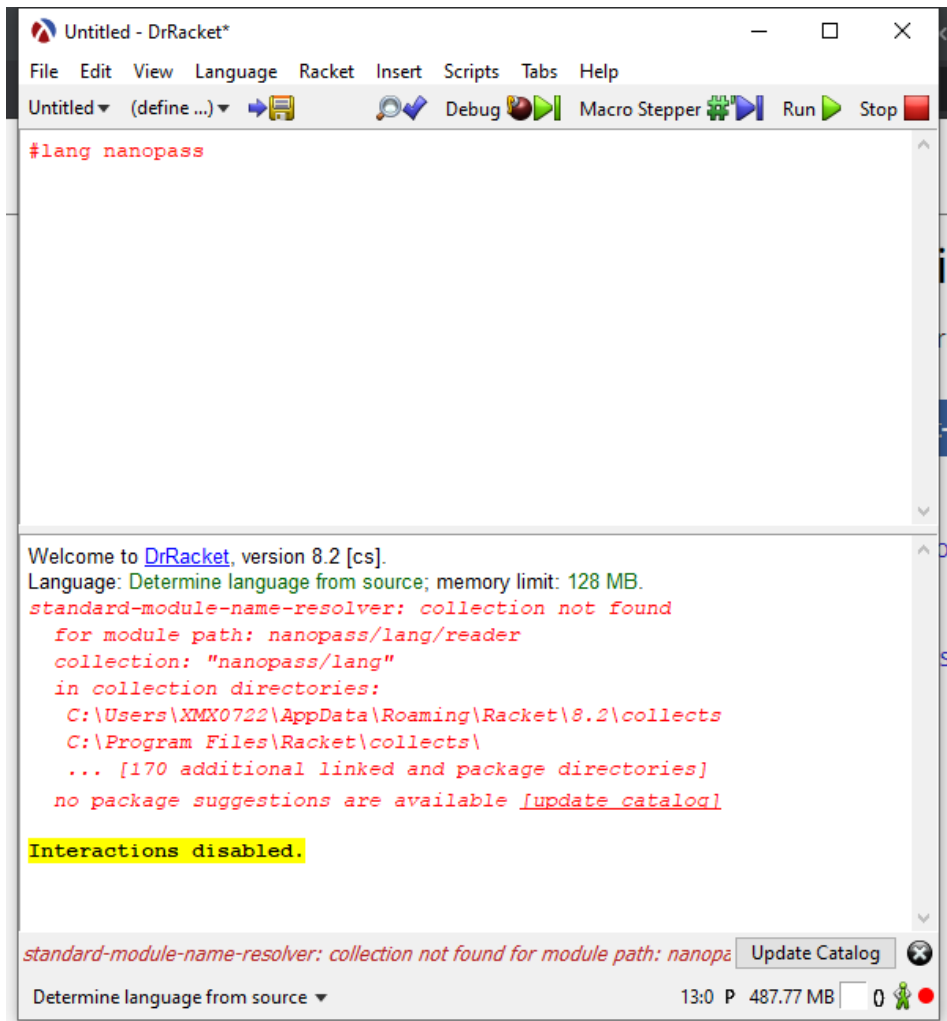 Untitled - DrRacket*
File Edit View Language Racket Insert Scripts Tabs Help
Untitled (define ...) Debug Macro Stepper Run Stop
#lang nanopass
Welcome to DrRacket, version 8.2 [cs].
Language: Determine language from source; memory limit: 128 MB.
standard-module-name-resolver: collection not found
for module path: nanopass/lang/reader
collection: "nanopass/lang"
in collection directories:
C:\Users\XMX0722\AppData\Roaming\Racket\8.2\collects
C:\Program Files\Racket\collects\
... [170 additional linked and package directories]
no package suggestions are available [update catalog]
Interactions disabled.
standard-module-name-resolver: collection not found for module path: nanopa Update Catalog
Determine language from source 13:0 P 487.77 MB ()